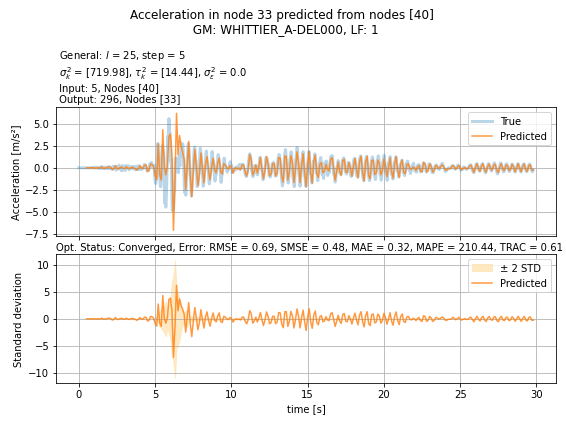 Acceleration in node 33 predicted from nodes [40]
GM: WHITTIER_A-DEL000, LF: 1
General: l = 25, step = 5
σ²ₖ = [719.98], τ²ₖ = [14.44], σ²ε = 0.0
Input: 5, Nodes [40]
Output: 296, Nodes [33]
Acceleration [m/s²]
5.0
2.5
0.0
−2.5
−5.0
−7.5
True
Predicted
Opt. Status: Converged, Error: RMSE = 0.69, SMSE = 0.48, MAE = 0.32, MAPE = 210.44, TRAC = 0.61
Standard deviation
10
5
0
−5
−10
± 2 STD
Predicted
0
5
10
15
20
25
30
time [s]